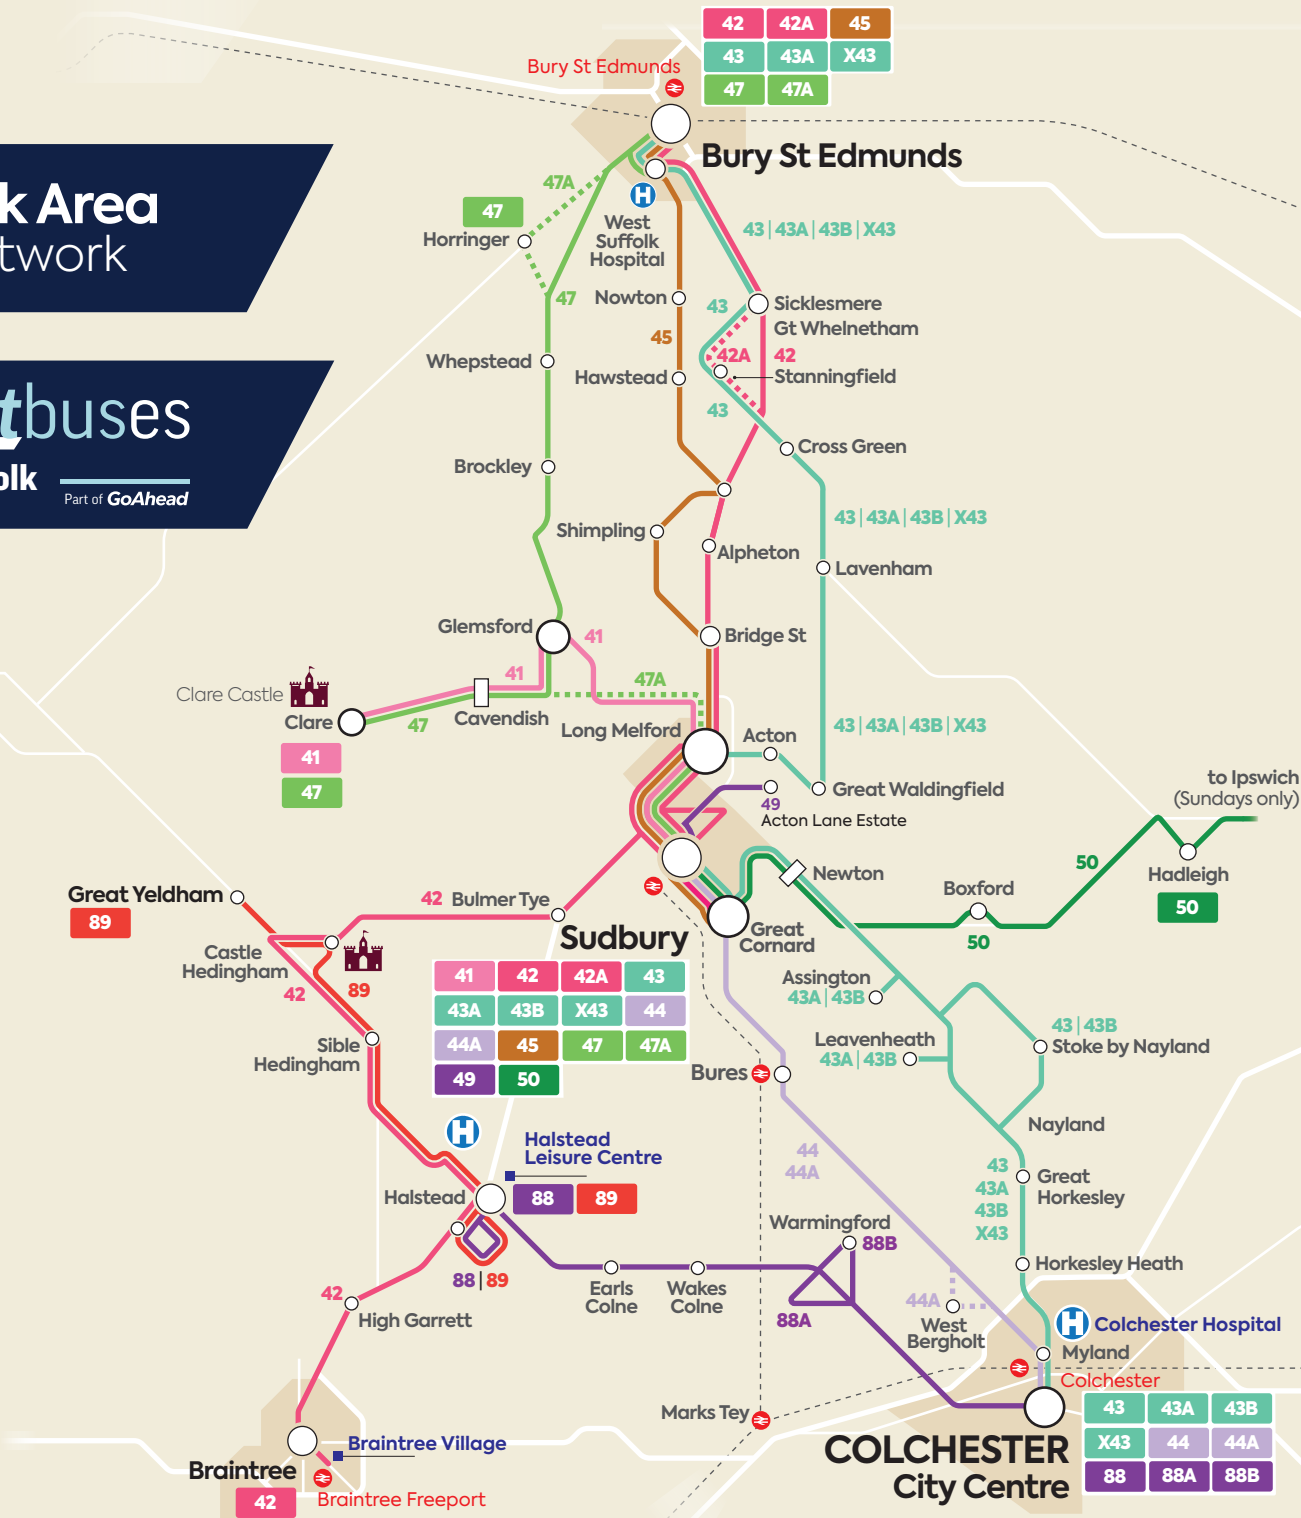 42 42A 45
43 43A X43
47 47A
Bury St Edmunds
Bury St Edmunds
k Area
twork
tbuses
olk
Part of GoAhead
47A
47
Horringer
West
Suffolk
Hospital
43|43A|43B|X43
47
Nowton
43
Sicklesmere
Gt Whelnetham
45
42A
42
Whepstead
Hawstead
Stanningfield
43
Cross Green
Brockley
43|43A|43B|X43
Shimpling
Alpheton
Lavenham
Glemsford
41
Bridge St
41
47A
Clare Castle
Clare
47
Cavendish
Long Melford
Acton
43|43A|43B|X43
41
47
Great Waldingfield
49
Acton Lane Estate
to Ipswich
(Sundays only)
50
Newton
Hadleigh
50
Boxford
50
Great Yeldham
89
42
Bulmer Tye
Great
Cornard
Sudbury
Castle
Hedingham
42
89
41 42 42A 43
43A 43B X43 44
44A 45 47 47A
49 50
Assington
43A|43B
Leavenheath
43A|43B
43|43B
Stoke by Nayland
Sible
Hedingham
Bures
Nayland
Halstead
Leisure Centre
44
44A
43
43A
43B
X43
Great
Horkesley
Halstead
88 89
Warmingford
88B
Horkesley Heath
88|89
Earls
Colne
Wakes
Colne
88A
44A
West
Bergholt
42
High Garrett
Colchester Hospital
Myland
Colchester
Marks Tey
43 43A 43B
X43 44 44A
88 88A 88B
COLCHESTER
City Centre
Braintree Village
Braintree
42
Braintree Freeport